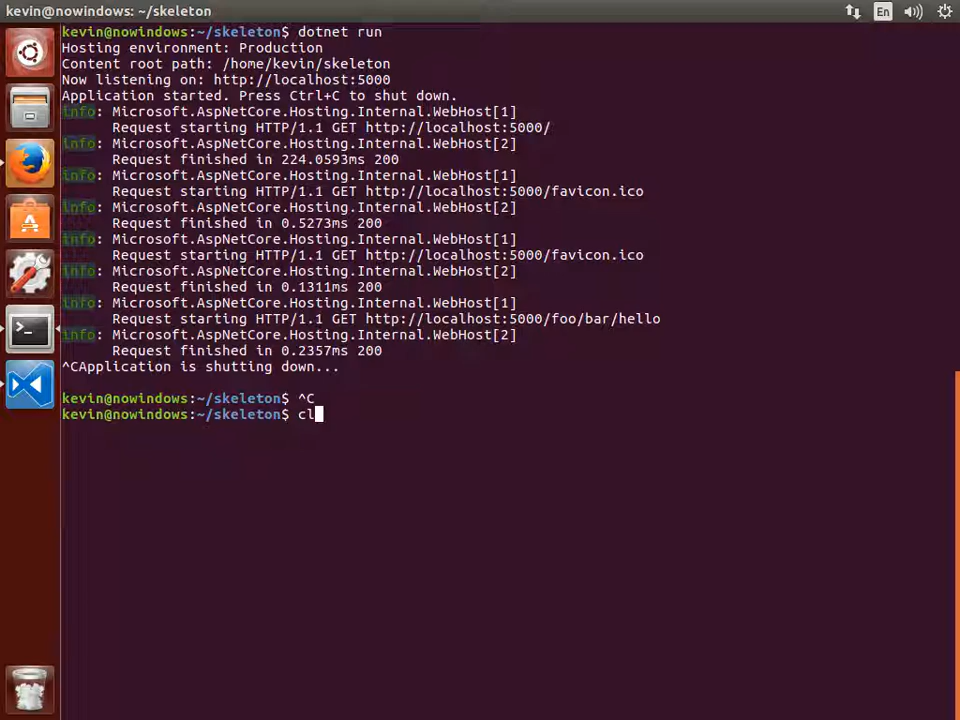 kevin@nowindows: ~/skeleton
En
kevin@nowindows:~/skeleton$ dotnet run
Hosting environment: Production
Content root path: /home/kevin/skeleton
Now listening on: http://localhost:5000
Application started. Press Ctrl+C to shut down.
info: Microsoft.AspNetCore.Hosting.Internal.WebHost[1]
Request starting HTTP/1.1 GET http://localhost:5000/
info: Microsoft.AspNetCore.Hosting.Internal.WebHost[2]
Request finished in 224.0593ms 200
info: Microsoft.AspNetCore.Hosting.Internal.WebHost[1]
Request starting HTTP/1.1 GET http://localhost:5000/favicon.ico
info: Microsoft.AspNetCore.Hosting.Internal.WebHost[2]
Request finished in 0.5273ms 200
info: Microsoft.AspNetCore.Hosting.Internal.WebHost[1]
Request starting HTTP/1.1 GET http://localhost:5000/favicon.ico
info: Microsoft.AspNetCore.Hosting.Internal.WebHost[2]
Request finished in 0.1311ms 200
info: Microsoft.AspNetCore.Hosting.Internal.WebHost[1]
Request starting HTTP/1.1 GET http://localhost:5000/foo/bar/hello
info: Microsoft.AspNetCore.Hosting.Internal.WebHost[2]
Request finished in 0.2357ms 200
^CApplication is shutting down...
kevin@nowindows:~/skeleton$ ^C
kevin@nowindows:~/skeleton$ cl